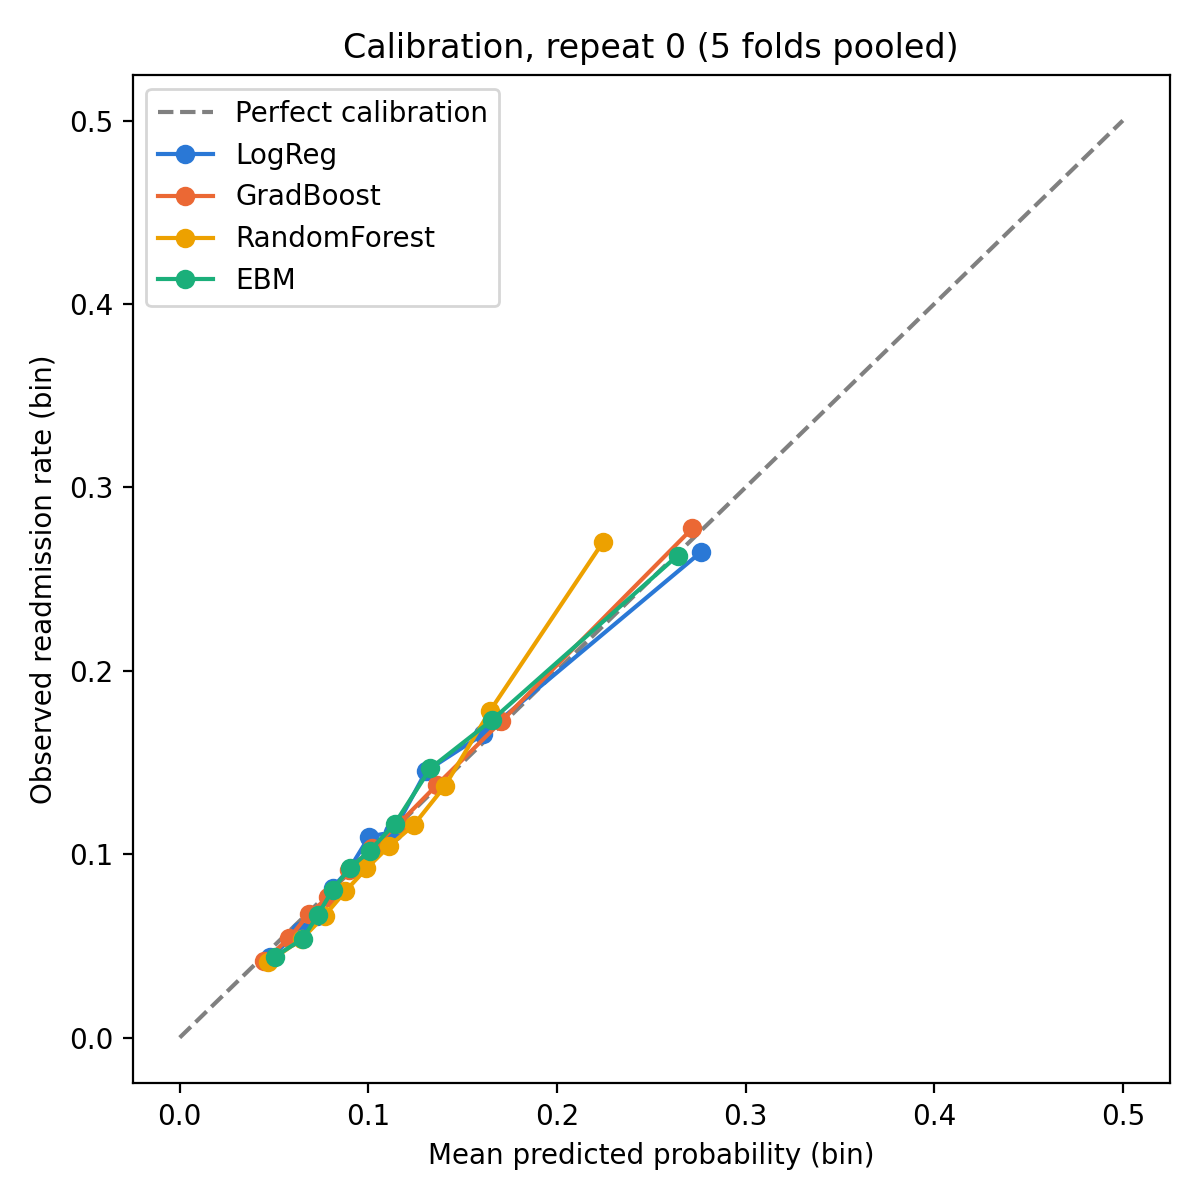 Calibration, repeat 0 (5 folds pooled)
Perfect calibration
LogReg
GradBoost
RandomForest
EBM
Observed readmission rate (bin)
0.5
0.4
0.3
0.2
0.1
0.0
0.0 0.1 0.2 0.3 0.4 0.5
Mean predicted probability (bin)